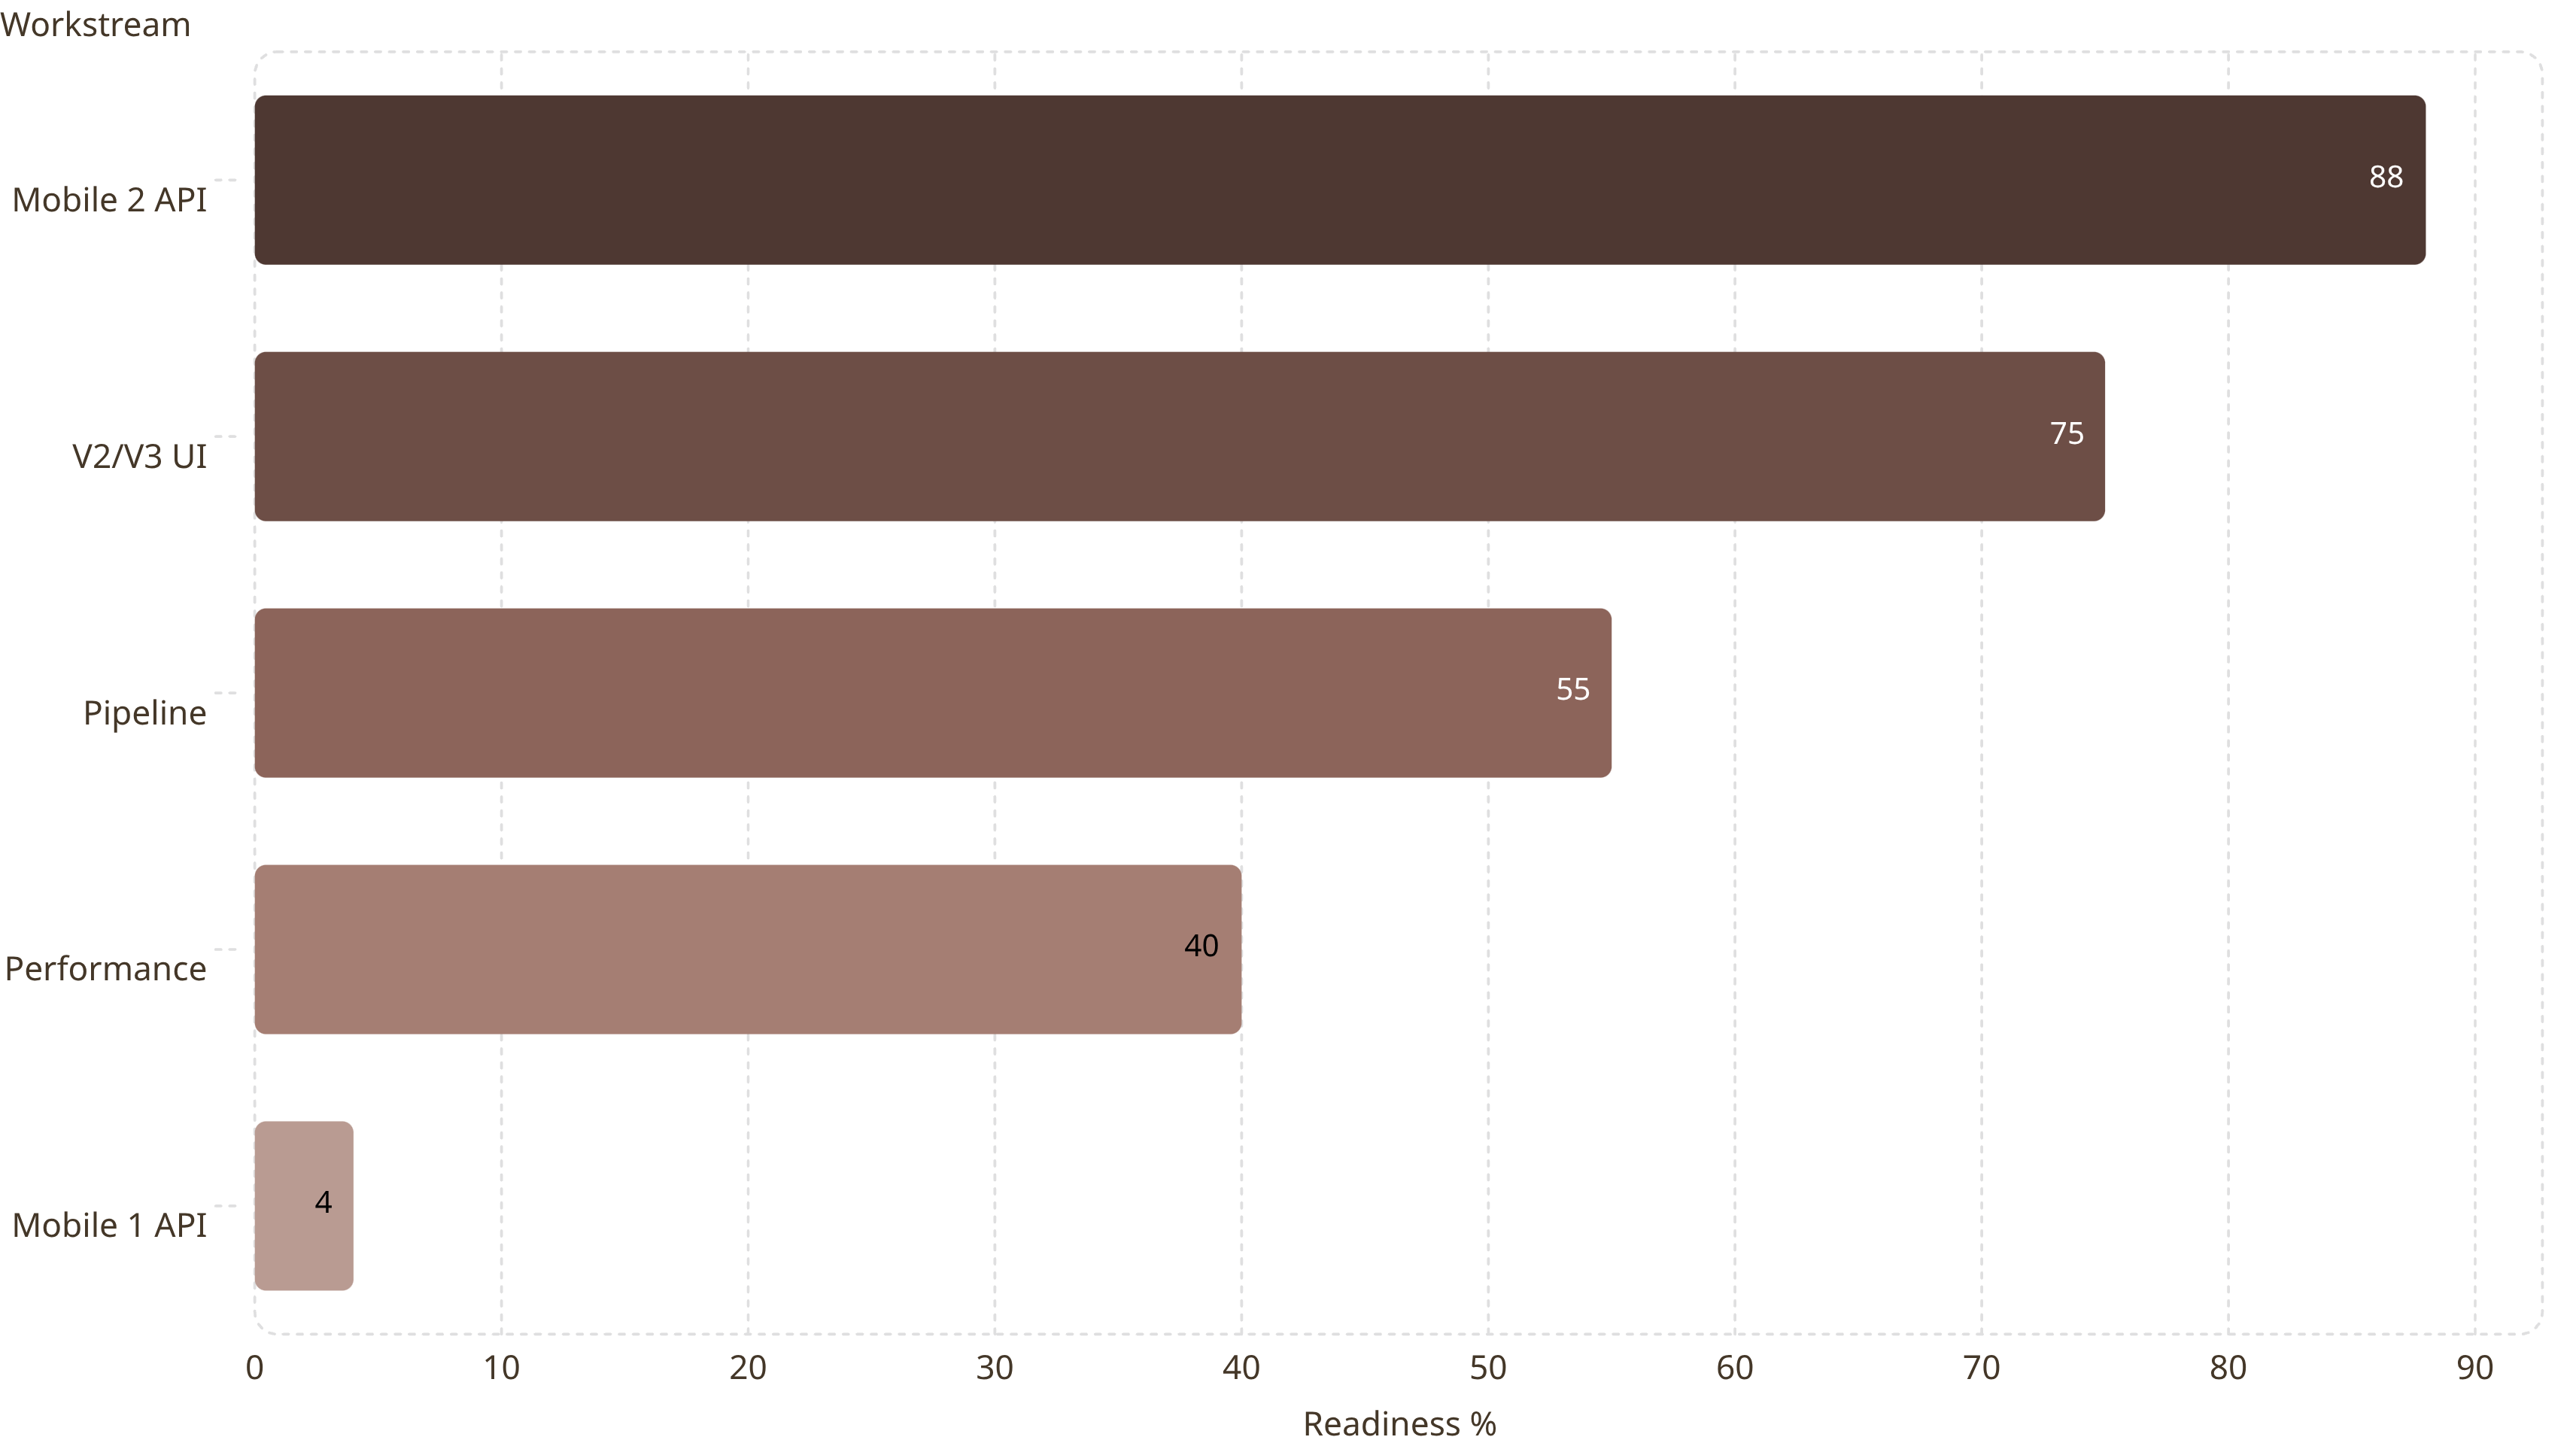 Workstream
Mobile 2 API
88
V2/V3 UI
75
Pipeline
55
Performance
40
Mobile 1 API
4
0 10 20 30 40 50 60 70 80 90
Readiness %